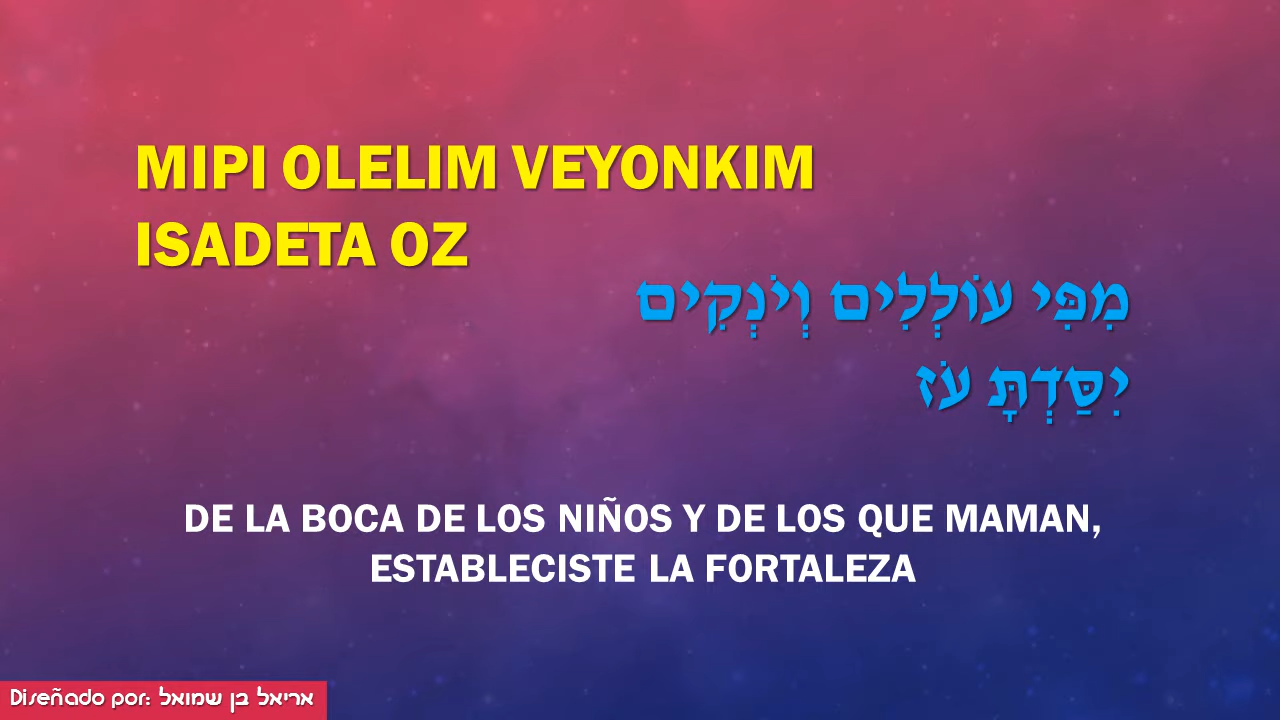 MIPI OLELIM VEYONKIM
ISADETA OZ
מִפִּי עוֹלְלִים וְיֹנְקִים
יִסַּדְתָּ עֹז
DE LA BOCA DE LOS NIÑOS Y DE LOS QUE MAMAN,
ESTABLECISTE LA FORTALEZA
Diseñado por: אריאל בן שמואל